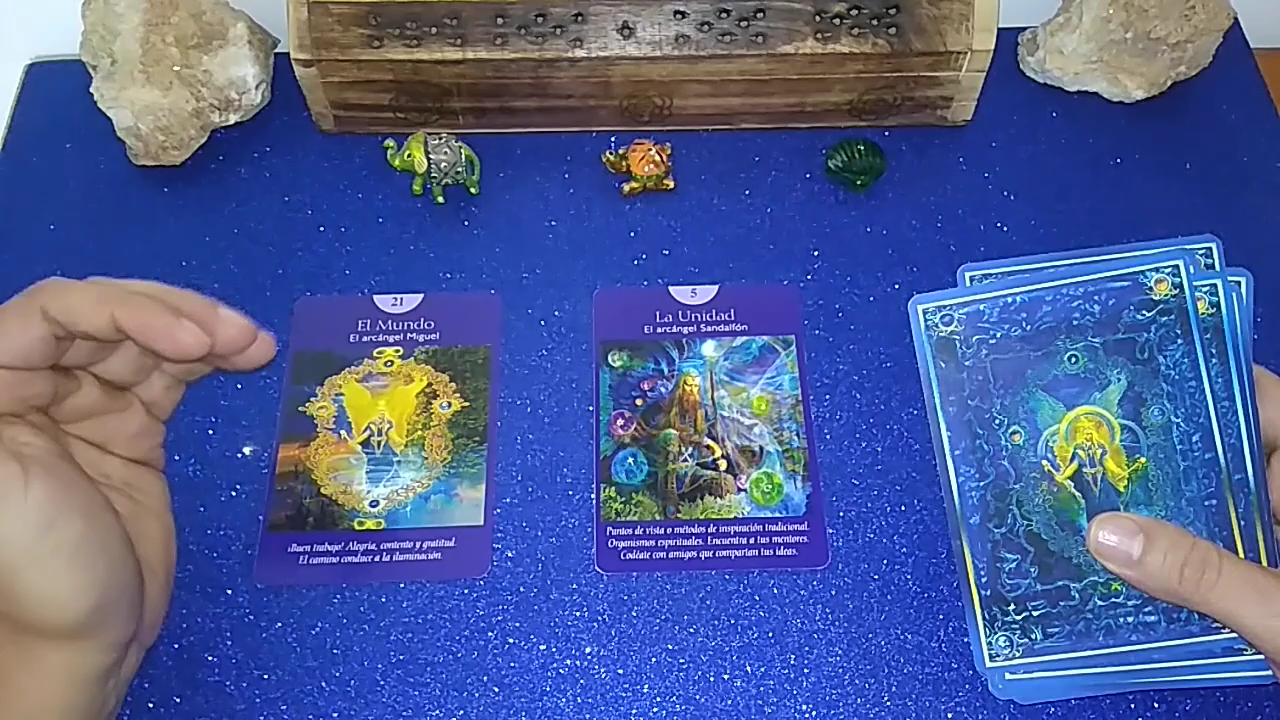 21
El Mundo
El arcángel Miguel
¡Buen trabajo! Alegría, contento y gratitud.
El camino conduce a la iluminación.
5
La Unidad
El arcángel Sandalfón
Puntos de vista o métodos de inspiración tradicional.
Organismos espirituales. Encuentra a tus mentores.
Codéate con amigos que compartan tus ideas.